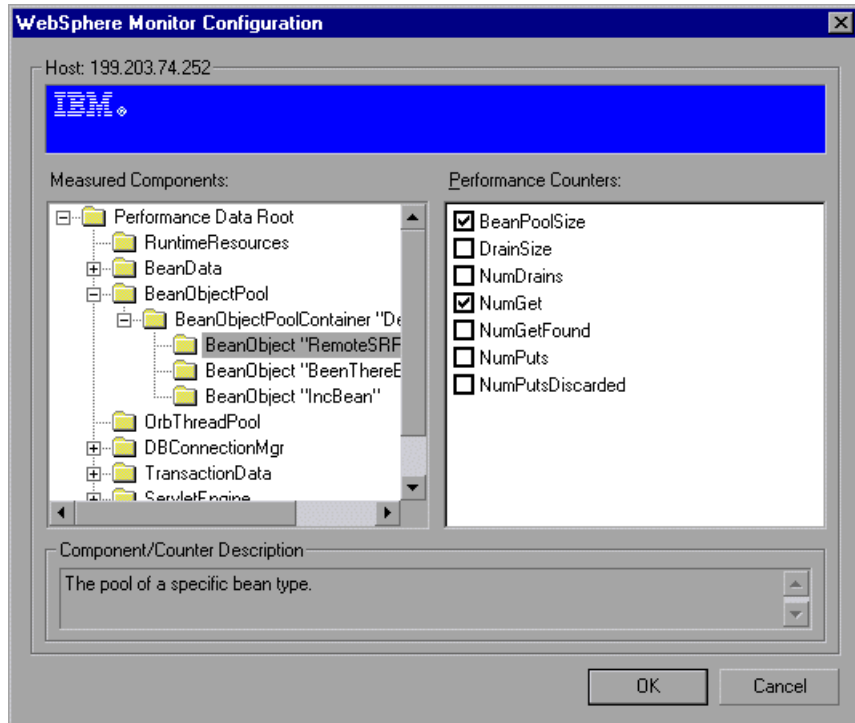 WebSphere Monitor Configuration
Host: 199.203.74.252
IBM®
Measured Components:
Performance Data Root
RuntimeResources
BeanData
BeanObjectPool
BeanObjectPoolContainer "De
BeanObject "RemoteSRF
BeanObject "BeenThereE
BeanObject "IncBean"
OrbThreadPool
DBConnectionMgr
TransactionData
ServletEngine
Performance Counters:
BeanPoolSize
DrainSize
NumDrains
NumGet
NumGetFound
NumPuts
NumPutsDiscarded
Component/Counter Description
The pool of a specific bean type.
OK
Cancel